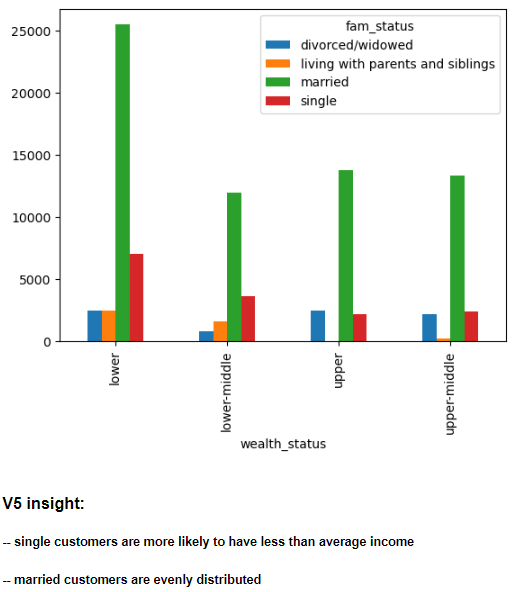 fam_status
divorced/widowed
living with parents and siblings
married
single
25000
20000
15000
10000
5000
0
lower
lower-middle
upper
upper-middle
wealth_status
V5 insight:
-- single customers are more likely to have less than average income
-- married customers are evenly distributed